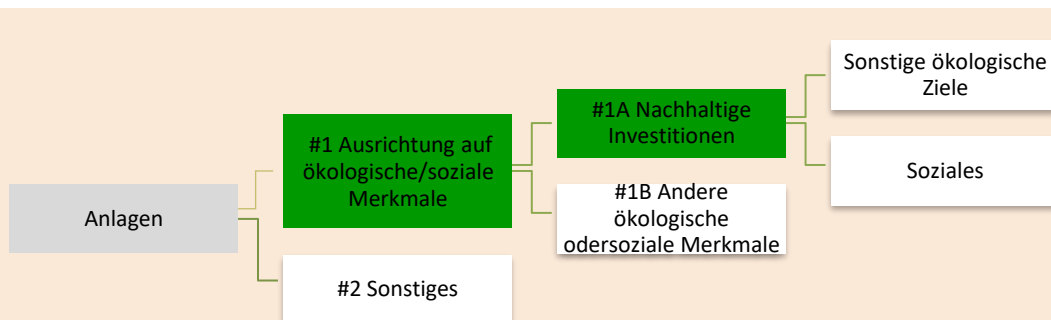 Anlagen
#1 Ausrichtung auf
ökologische/soziale
Merkmale
#2 Sonstiges
#1A Nachhaltige
Investitionen
#1B Andere
ökologische
odersoziale Merkmale
Sonstige ökologische
Ziele
Soziales